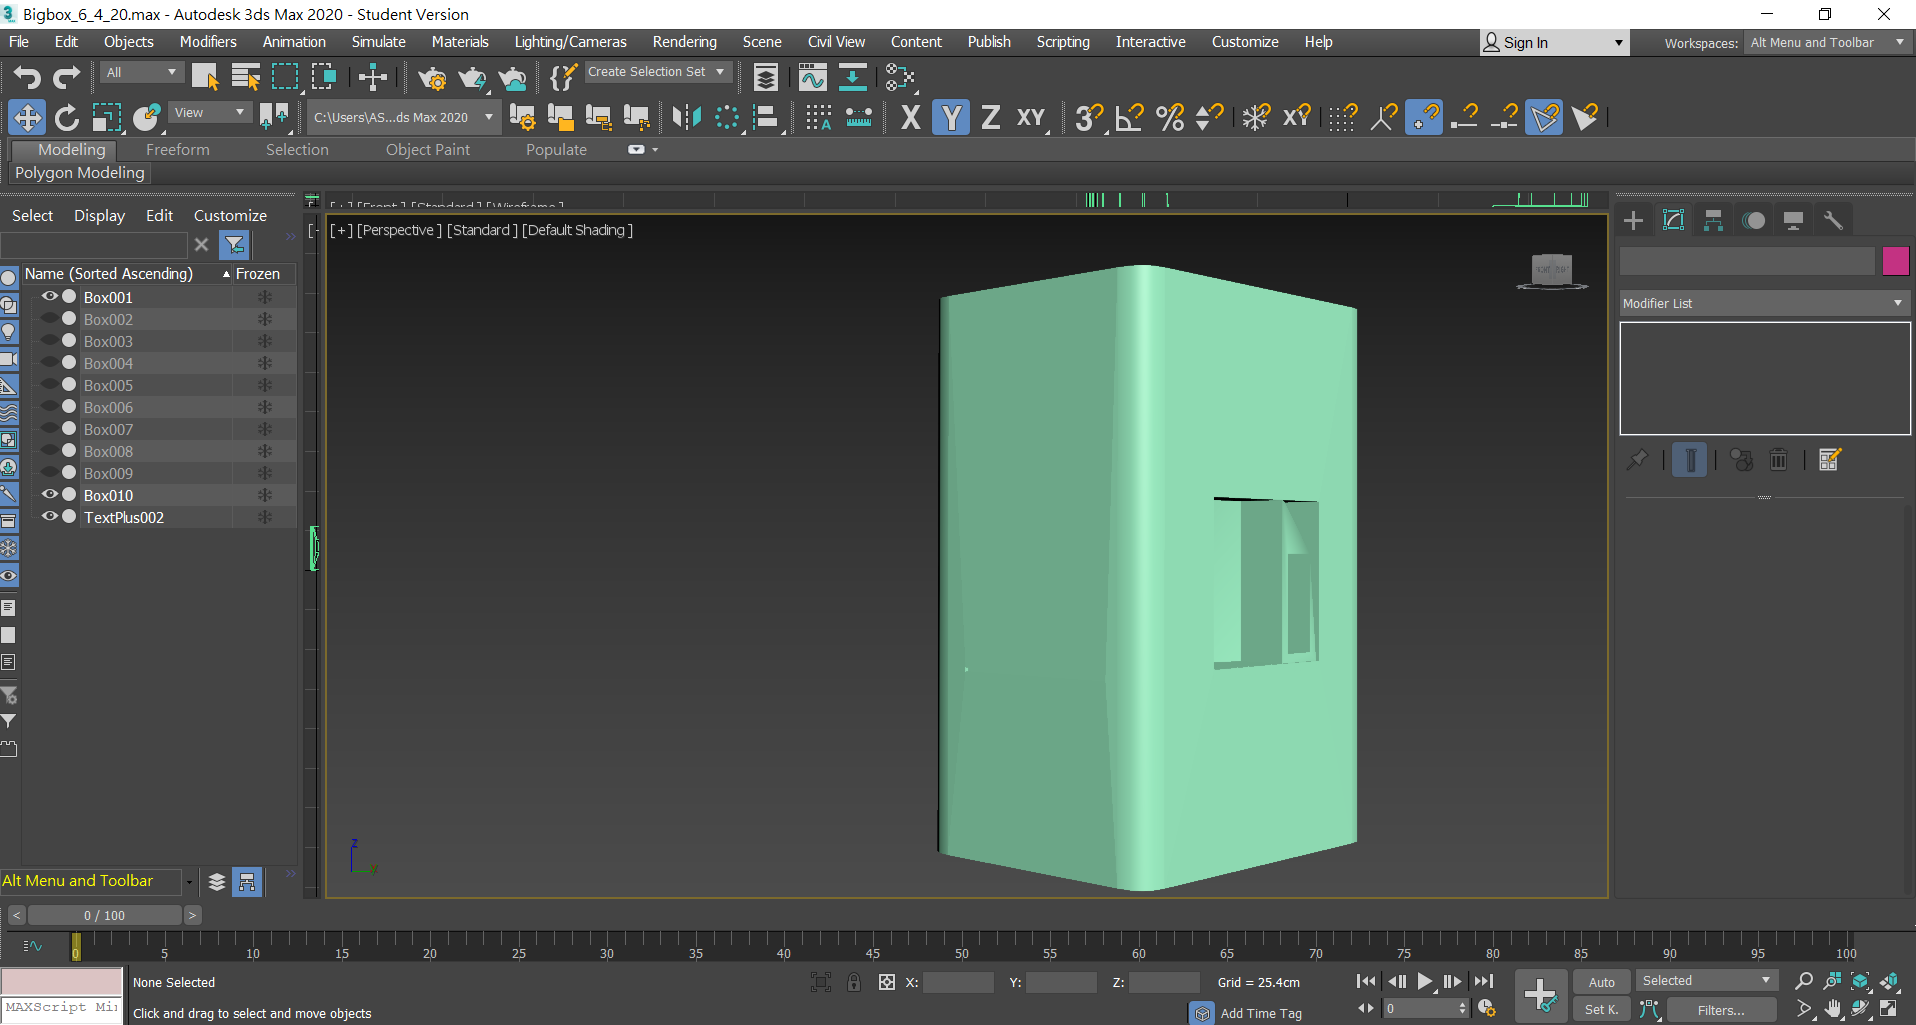 Bigbox_6_4_20.max - Autodesk 3ds Max 2020 - Student Version
File Edit Objects Modifiers Animation Simulate Materials Lighting/Cameras Rendering Scene Civil View Content Publish Scripting Interactive Customize Help
Sign In
Workspaces: Alt Menu and Toolbar
All
Create Selection Set
View
C:\Users\AS...ds Max 2020
X Y Z XY
Modeling Freeform Selection Object Paint Populate
Polygon Modeling
Select Display Edit Customize
[+] [Front] [Standard] [Wireframe]
[+] [Perspective] [Standard] [Default Shading]
Name (Sorted Ascending) Frozen
Box001
Box002
Box003
Box004
Box005
Box006
Box007
Box008
Box009
Box010
TextPlus002
Modifier List
z
y
Alt Menu and Toolbar
< 0 / 100 >
0 5 10 15 20 25 30 35 40 45 50 55 60 65 70 75 80 85 90 95 100
None Selected
X: Y: Z: Grid = 25.4cm
Auto Selected
MAXScript Mi
Click and drag to select and move objects
Add Time Tag
0
Set K. Filters...